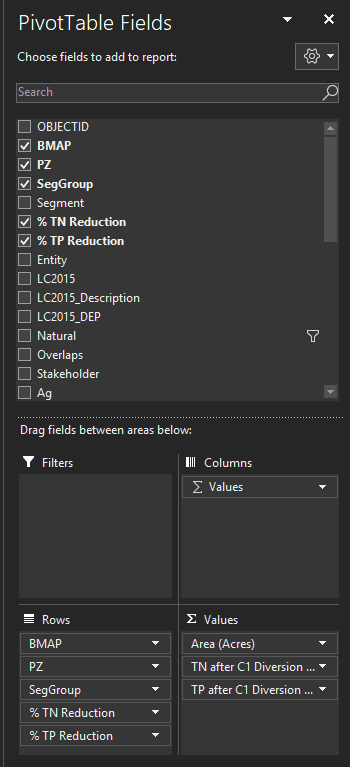 PivotTable Fields
Choose fields to add to report:
Search
OBJECTID
BMAP
PZ
SegGroup
Segment
% TN Reduction
% TP Reduction
Entity
LC2015
LC2015_Description
LC2015_DEP
Natural
Overlaps
Stakeholder
Ag
Drag fields between areas below:
Filters
Columns
Σ Values
Rows
Σ Values
BMAP
Area (Acres)
PZ
TN after C1 Diversion ...
SegGroup
TP after C1 Diversion ...
% TN Reduction
% TP Reduction